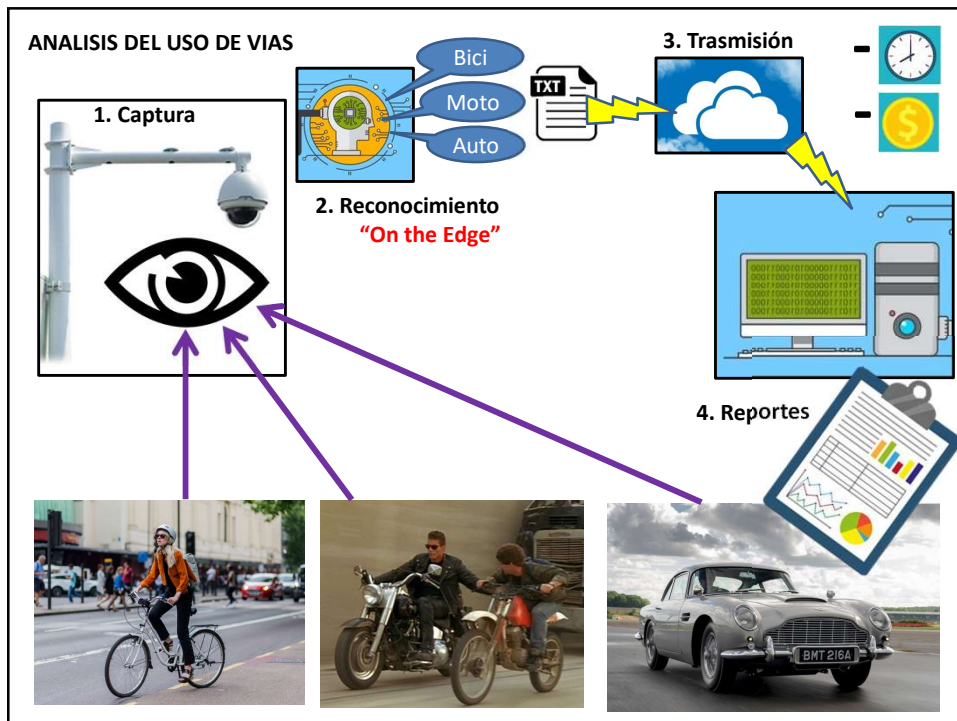 ANALISIS DEL USO DE VIAS
1. Captura
Bici
Moto
Auto
2. Reconocimiento
“On the Edge”
TXT
3. Trasmisión
-
$
-
4. Reportes
BMT 216A